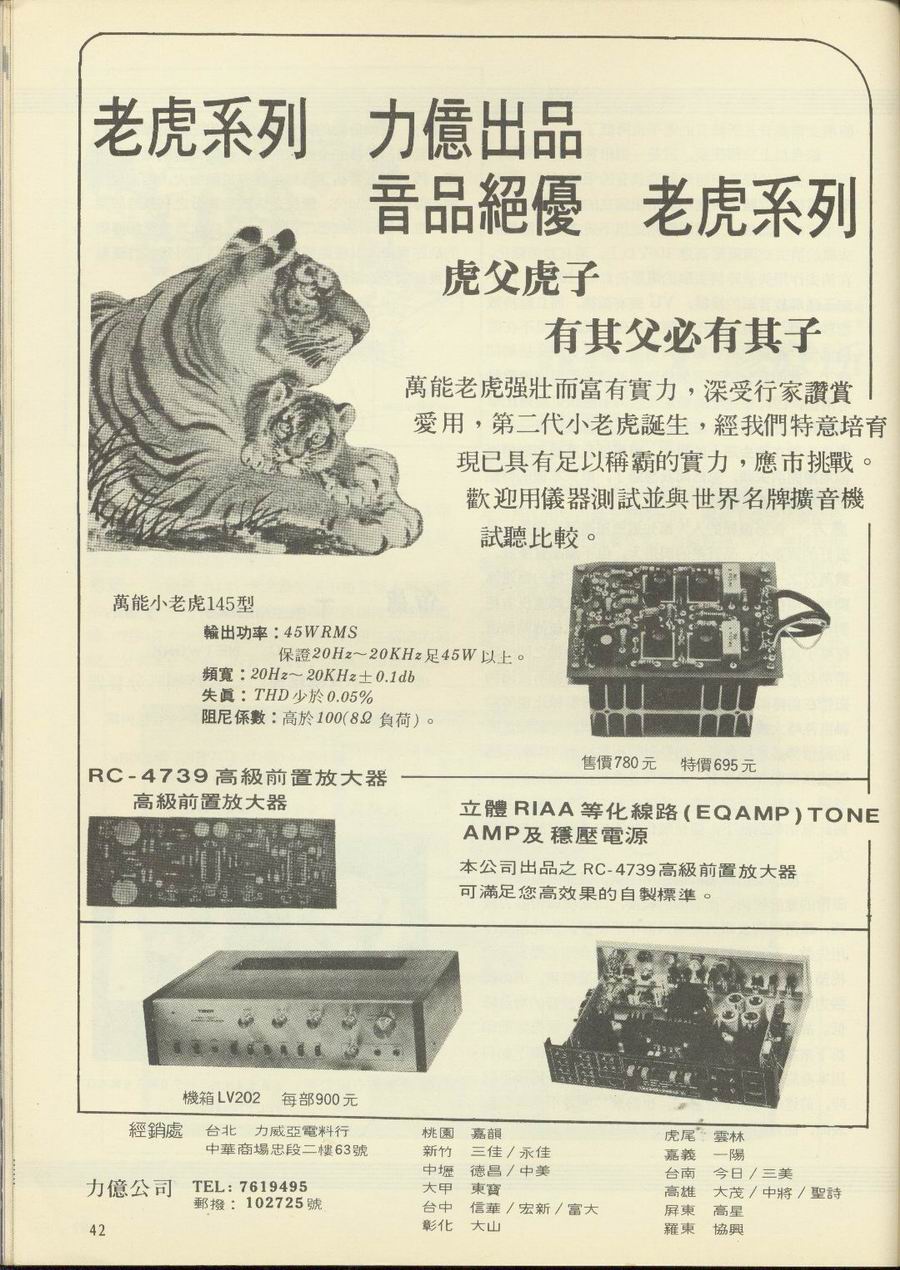 老虎系列　力億出品
音品絕優　老虎系列
虎父虎子
有其父必有其子
萬能老虎强壯而富有實力，深受行家讚賞
愛用，第二代小老虎誕生，經我們特意培育
現已具有足以稱霸的實力，應市挑戰。
歡迎用儀器測試並與世界名牌擴音機
試聽比較。
萬能小老虎145型
輸出功率：45WRMS
保證20Hz～20KHz足45W以上。
頻寬：20Hz～20KHz±0.1db
失眞：THD少於0.05%
阻尼係數：高於100(8Ω 負荷)。
售價780元　特價695元
RC-4739高級前置放大器
高級前置放大器
立體RIAA等化線路(EQAMP)TONE
AMP及穩壓電源
本公司出品之 RC-4739高級前置放大器
可滿足您高效果的自製標準。
TIGER
機箱LV202　每部900元
經銷處　台北　力威亞電料行
中華商場忠段二樓63號
力億公司　TEL: 7619495
郵撥：102725號
桃園　嘉韻
新竹　三佳/永佳
中壢　德昌/中美
大甲　東寶
台中　信華/宏新/富大
彰化　大山
虎尾　雲林
嘉義　一陽
台南　今日/三美
高雄　大茂/中將/聖詩
屏東　高星
羅東　協興
42